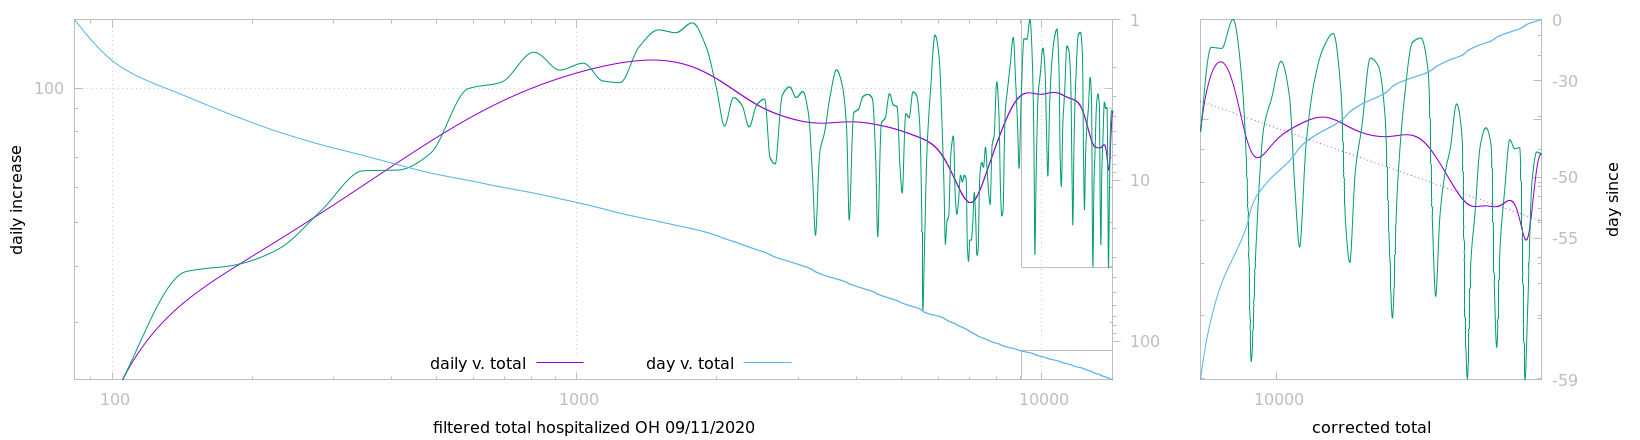 daily increase
100
1
10
100
daily v. total
day v. total
100
1000
10000
filtered total hospitalized OH 09/11/2020
0
-30
-50
-55
-59
day since
10000
corrected total